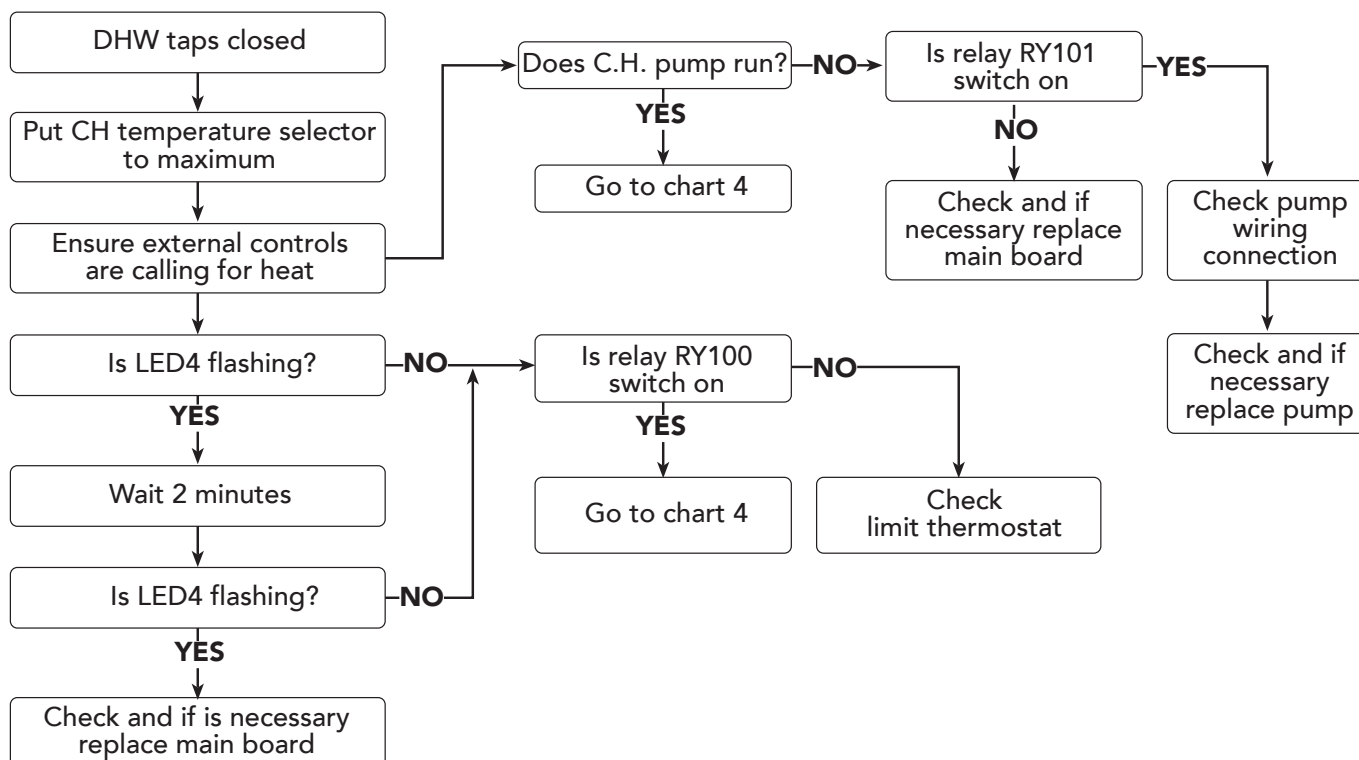 DHW taps closed
Put CH temperature selector
to maximum
Ensure external controls
are calling for heat
Is LED4 flashing?
NO
YES
Wait 2 minutes
Is LED4 flashing?
NO
YES
Check and if is necessary
replace main board
Does C.H. pump run?
NO
YES
Go to chart 4
Is relay RY101
switch on
YES
NO
Check and if
necessary replace
main board
Check pump
wiring
connection
Check and if
necessary
replace pump
Is relay RY100
switch on
NO
YES
Go to chart 4
Check
limit thermostat